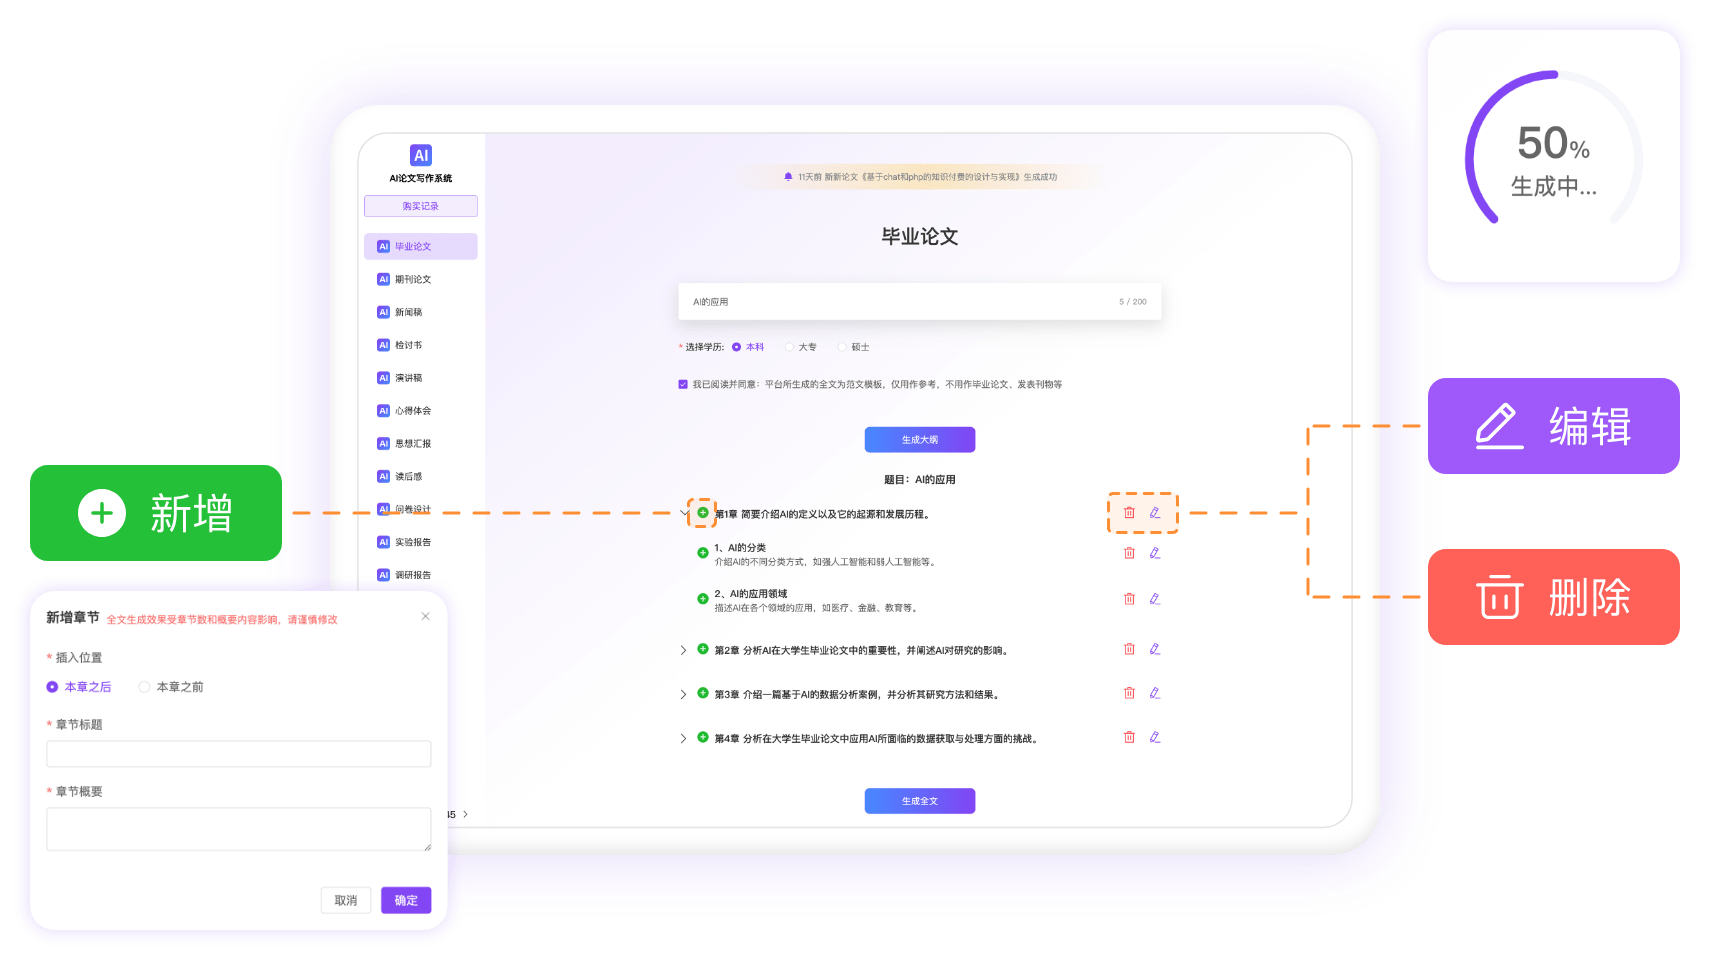 AI
AI论文写作系统
购买记录
AI 毕业论文
AI 期刊论文
AI 新闻稿
AI 检讨书
AI 演讲稿
AI 心得体会
AI 思想汇报
AI 读后感
AI 问卷设计
AI 实验报告
AI 调研报告
11天前 新新论文《基于chat和php的知识付费的设计与实现》生成成功
毕业论文
AI的应用
5 / 200
* 选择学历: 本科 大专 硕士
我已阅读并同意：平台所生成的全文为范文模板，仅用作参考，不用作毕业论文、发表刊物等
生成大纲
题目：AI的应用
第1章 简要介绍AI的定义以及它的起源和发展历程。
1、AI的分类
介绍AI的不同分类方式，如强人工智能和弱人工智能等。
2、AI的应用领域
描述AI在各个领域的应用，如医疗、金融、教育等。
第2章 分析AI在大学生毕业论文中的重要性，并阐述AI对研究的影响。
第3章 介绍一篇基于AI的数据分析案例，并分析其研究方法和结果。
第4章 分析在大学生毕业论文中应用AI所面临的数据获取与处理方面的挑战。
生成全文
50%
生成中...
编辑
删除
新增
新增章节 全文生成效果受章节数和概要内容影响，请谨慎修改
* 插入位置
本章之后 本章之前
* 章节标题
* 章节概要
取消 确定